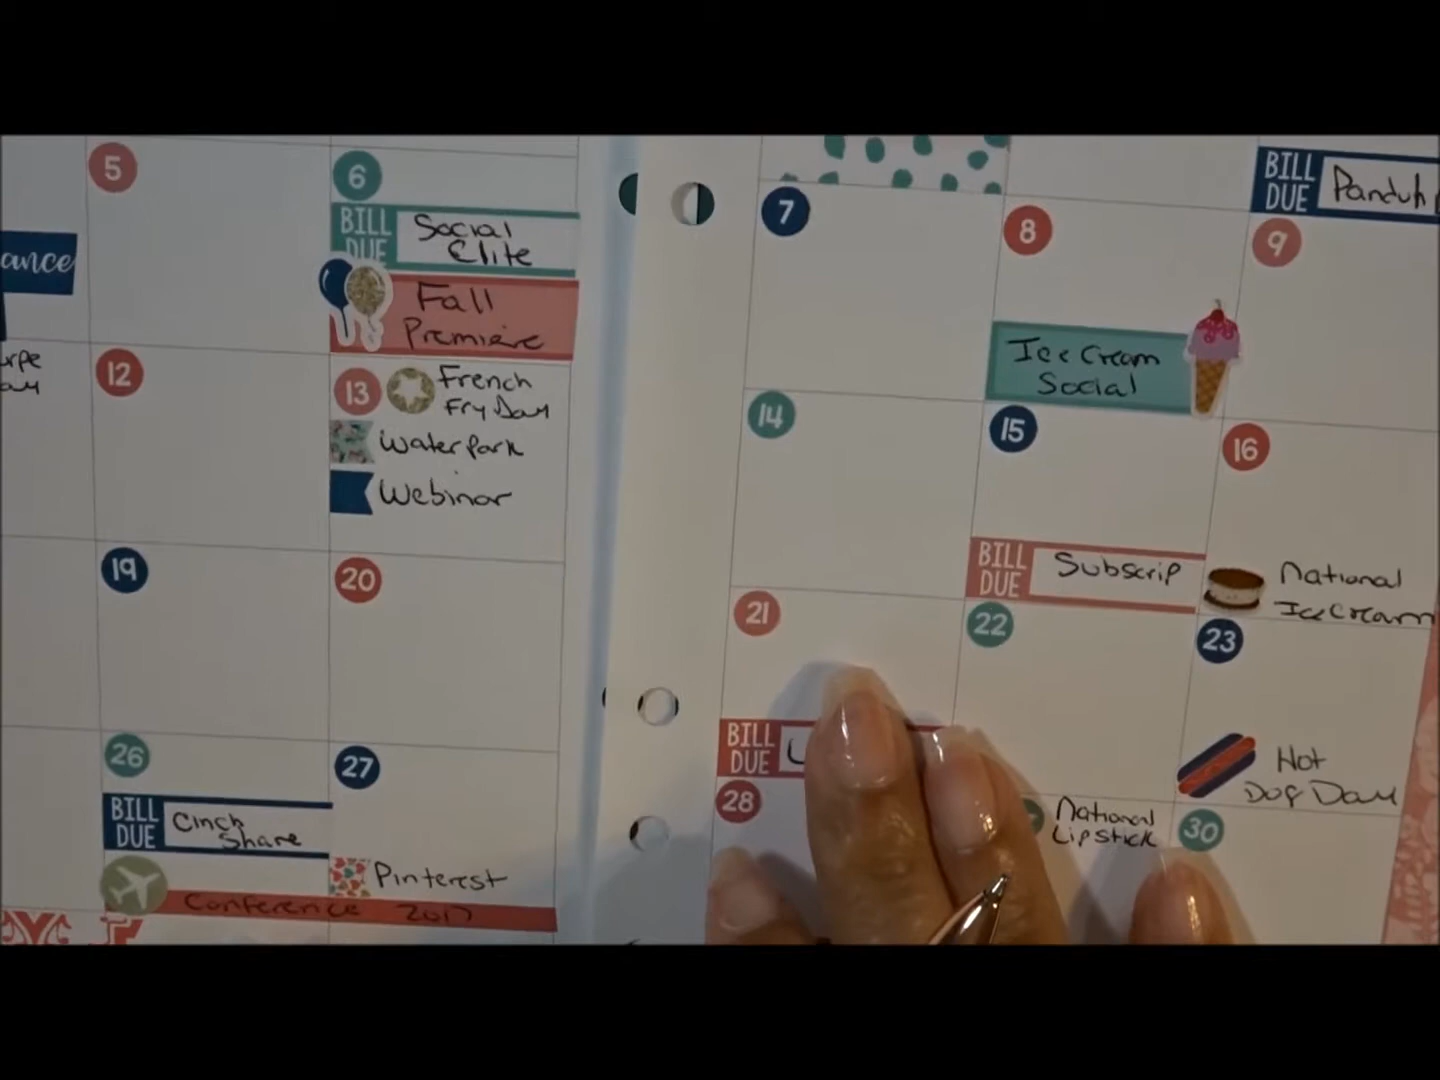 5
6
BILL
DUE
Social
Elite
Fall
Premiere
ance
12
13
French
Fry Day
Waterpark
Webinar
19
20
26
BILL
DUE
Cinch
Share
27
Pinterest
Conference 2017
BILL
DUE
7
8
Ice Cream
Social
9
14
15
BILL
DUE
Subscrip
16
National
Ice Cream
21
BILL
DUE
22
23
Hot
Dog Day
28
National
Lipstick
30